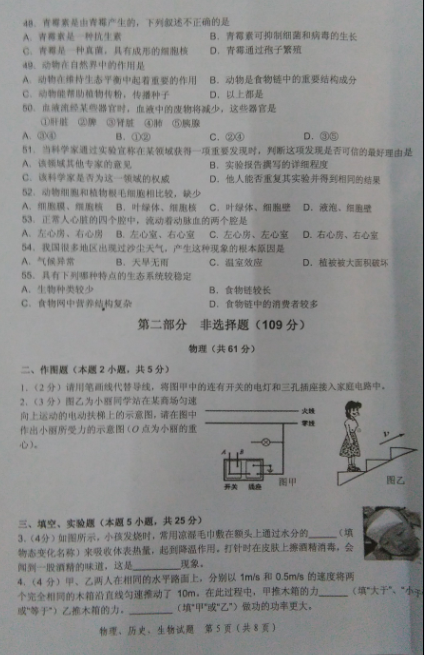 48. 青霉素是由青霉产生的，下列叙述不正确的是
A. 青霉素是一种抗生素 B. 青霉素可抑制细菌和病毒的生长
C. 青霉是一种真菌，具有成形的细胞核 D. 青霉通过孢子繁殖
49. 动物在自然界中的作用是
A. 动物在维持生态平衡中起着重要的作用 B. 动物是食物链中的重要结构成分
C. 动物能帮助植物传粉，传播种子 D. 以上都是
50. 血液流经某些器官时，血液中的废物将减少，这些器官是
①肝脏 ②脾 ③肾脏 ④肺 ⑤胰腺
A. ③④ B. ①② C. ②④ D. ③⑤
51. 当科学家通过实验宣称在某领域获得一项重要发现时，判断这项发现是否可信的最好理由是
A. 该领域其他专家的意见 B. 实验报告撰写的详细程度
C. 该科学家是否为这一领域的权威 D. 他人能否重复其实验并得到相同的结果
52. 动物细胞和植物根毛细胞相比较，缺少
A. 细胞膜、细胞核 B. 叶绿体、细胞核 C. 叶绿体、细胞壁 D. 液泡、细胞壁
53. 正常人心脏的四个腔中，流动着动脉血的两个腔是
A. 左心房、右心房 B. 左心室、右心室 C. 左心房、左心室 D. 右心房、右心室
54. 我国很多地区出现过沙尘天气，产生这种现象的根本原因是
A. 气候异常 B. 天旱无雨 C. 温室效应 D. 植被被大面积破坏
55. 具有下列哪种特点的生态系统较稳定
A. 生物种类较少 B. 食物链较长
C. 食物网中营养结构复杂 D. 食物链中的消费者较多
第二部分 非选择题（109 分）
物理（共 61 分）
二、作图题（本题 2 小题，共 5 分）
1.（2 分）请用笔画线代替导线，将图甲中的连有开关的电灯和三孔插座接入家庭电路中。
2.（3 分）图乙为小丽同学站在某商场匀速
向上运动的电动扶梯上的示意图，请在图中
作出小丽所受力的示意图（O 点为小丽的重
心）。
火线
零线
A B
开关 插座
图甲
v
图乙
三、填空、实验题（本题 5 小题，共 25 分）
3.（4分）如图所示，小孩发烧时，常用凉湿毛巾敷在额头上通过水分的______（填
物态变化名称）来吸收体表热量，起到降温作用。打针时在皮肤上擦酒精消毒，会
闻到一股酒精的味道，这是______现象。
4.（4 分）甲、乙两人在相同的水平路面上，分别以 1m/s 和 0.5m/s 的速度将两
个完全相同的木箱沿直线匀速推动了 10m。在此过程中，甲推木箱的力______（填“大于”、“小于”
或“等于”）乙推木箱的力，______（填“甲”或“乙”）做功的功率更大。
物理、历史、生物试题 第 5 页（共 8 页）